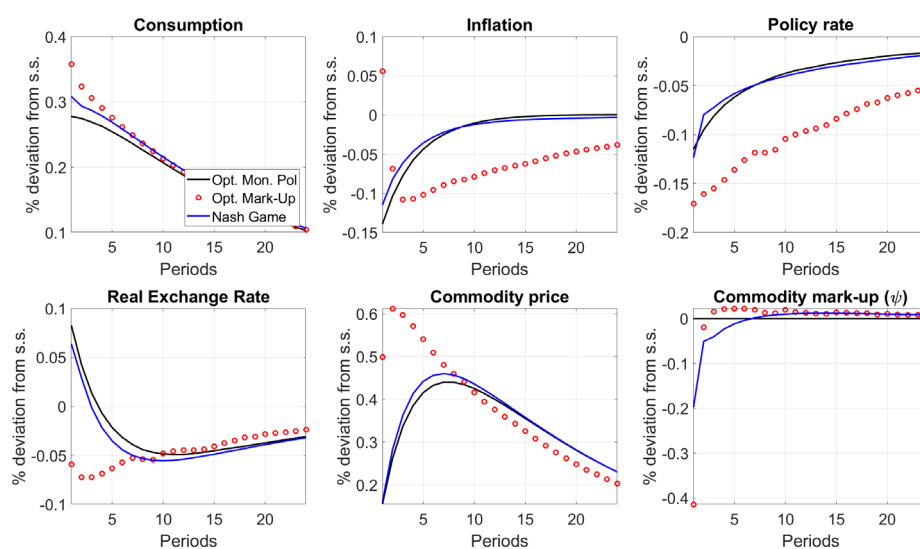 Consumption
Inflation
Policy rate
% deviation from s.s.
0.4
0.3
0.2
0.1
Opt. Mon. Pol
Opt. Mark-Up
Nash Game
5 10 15 20
Periods
% deviation from s.s.
0.1
0.05
0
-0.05
-0.1
-0.15
5 10 15 20
Periods
% deviation from s.s.
0
-0.05
-0.1
-0.15
-0.2
5 10 15 20
Periods
Real Exchange Rate
Commodity price
Commodity mark-up (ψ)
% deviation from s.s.
0.1
0.05
0
-0.05
-0.1
5 10 15 20
Periods
% deviation from s.s.
0.6
0.5
0.4
0.3
0.2
5 10 15 20
Periods
% deviation from s.s.
0
-0.1
-0.2
-0.3
-0.4
5 10 15 20
Periods